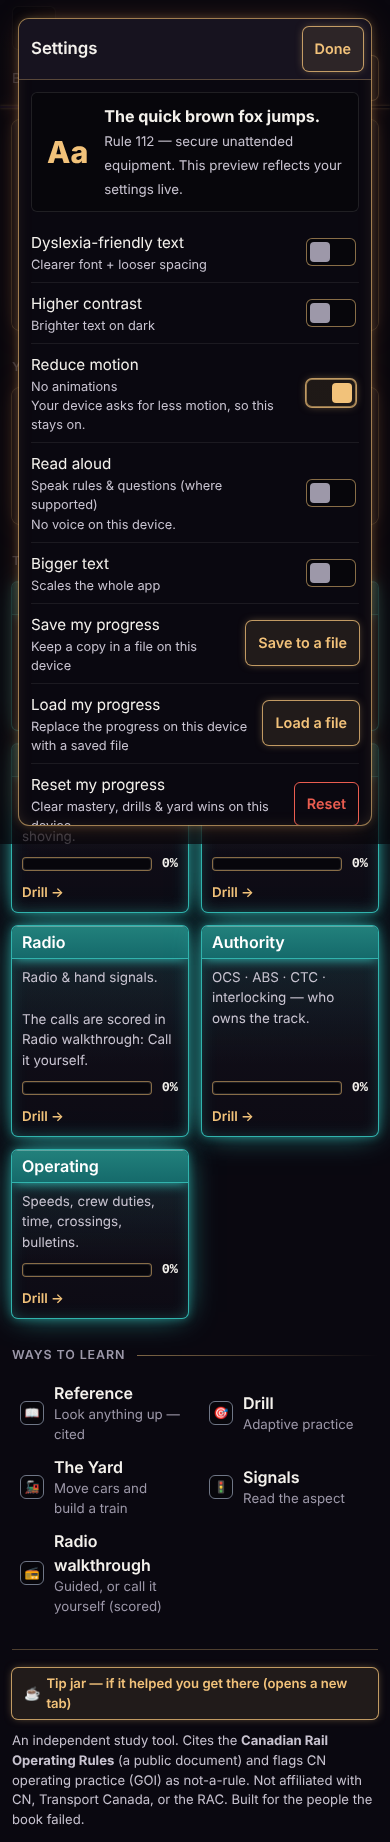 Settings
Done
Aa
The quick brown fox jumps.
Rule 112 — secure unattended
equipment. This preview reflects your
settings live.
Dyslexia-friendly text
Clearer font + looser spacing
Higher contrast
Brighter text on dark
Reduce motion
No animations
Your device asks for less motion, so this
stays on.
Read aloud
Speak rules & questions (where
supported)
No voice on this device.
Bigger text
Scales the whole app
Save my progress
Keep a copy in a file on this
device
Save to a file
Load my progress
Replace the progress on this device
with a saved file
Load a file
Reset my progress
Clear mastery, drills & yard wins on this
device
Reset
shoving.
0%
Drill →
0%
Drill →
Radio
Radio & hand signals.
The calls are scored in
Radio walkthrough: Call
it yourself.
0%
Drill →
Authority
OCS · ABS · CTC ·
interlocking — who
owns the track.
0%
Drill →
Operating
Speeds, crew duties,
time, crossings,
bulletins.
0%
Drill →
WAYS TO LEARN
Reference
Look anything up —
cited
Drill
Adaptive practice
The Yard
Move cars and
build a train
Signals
Read the aspect
Radio
walkthrough
Guided, or call it
yourself (scored)
Tip jar — if it helped you get there (opens a new
tab)
An independent study tool. Cites the Canadian Rail
Operating Rules (a public document) and flags CN
operating practice (GOI) as not-a-rule. Not affiliated with
CN, Transport Canada, or the RAC. Built for the people the
book failed.